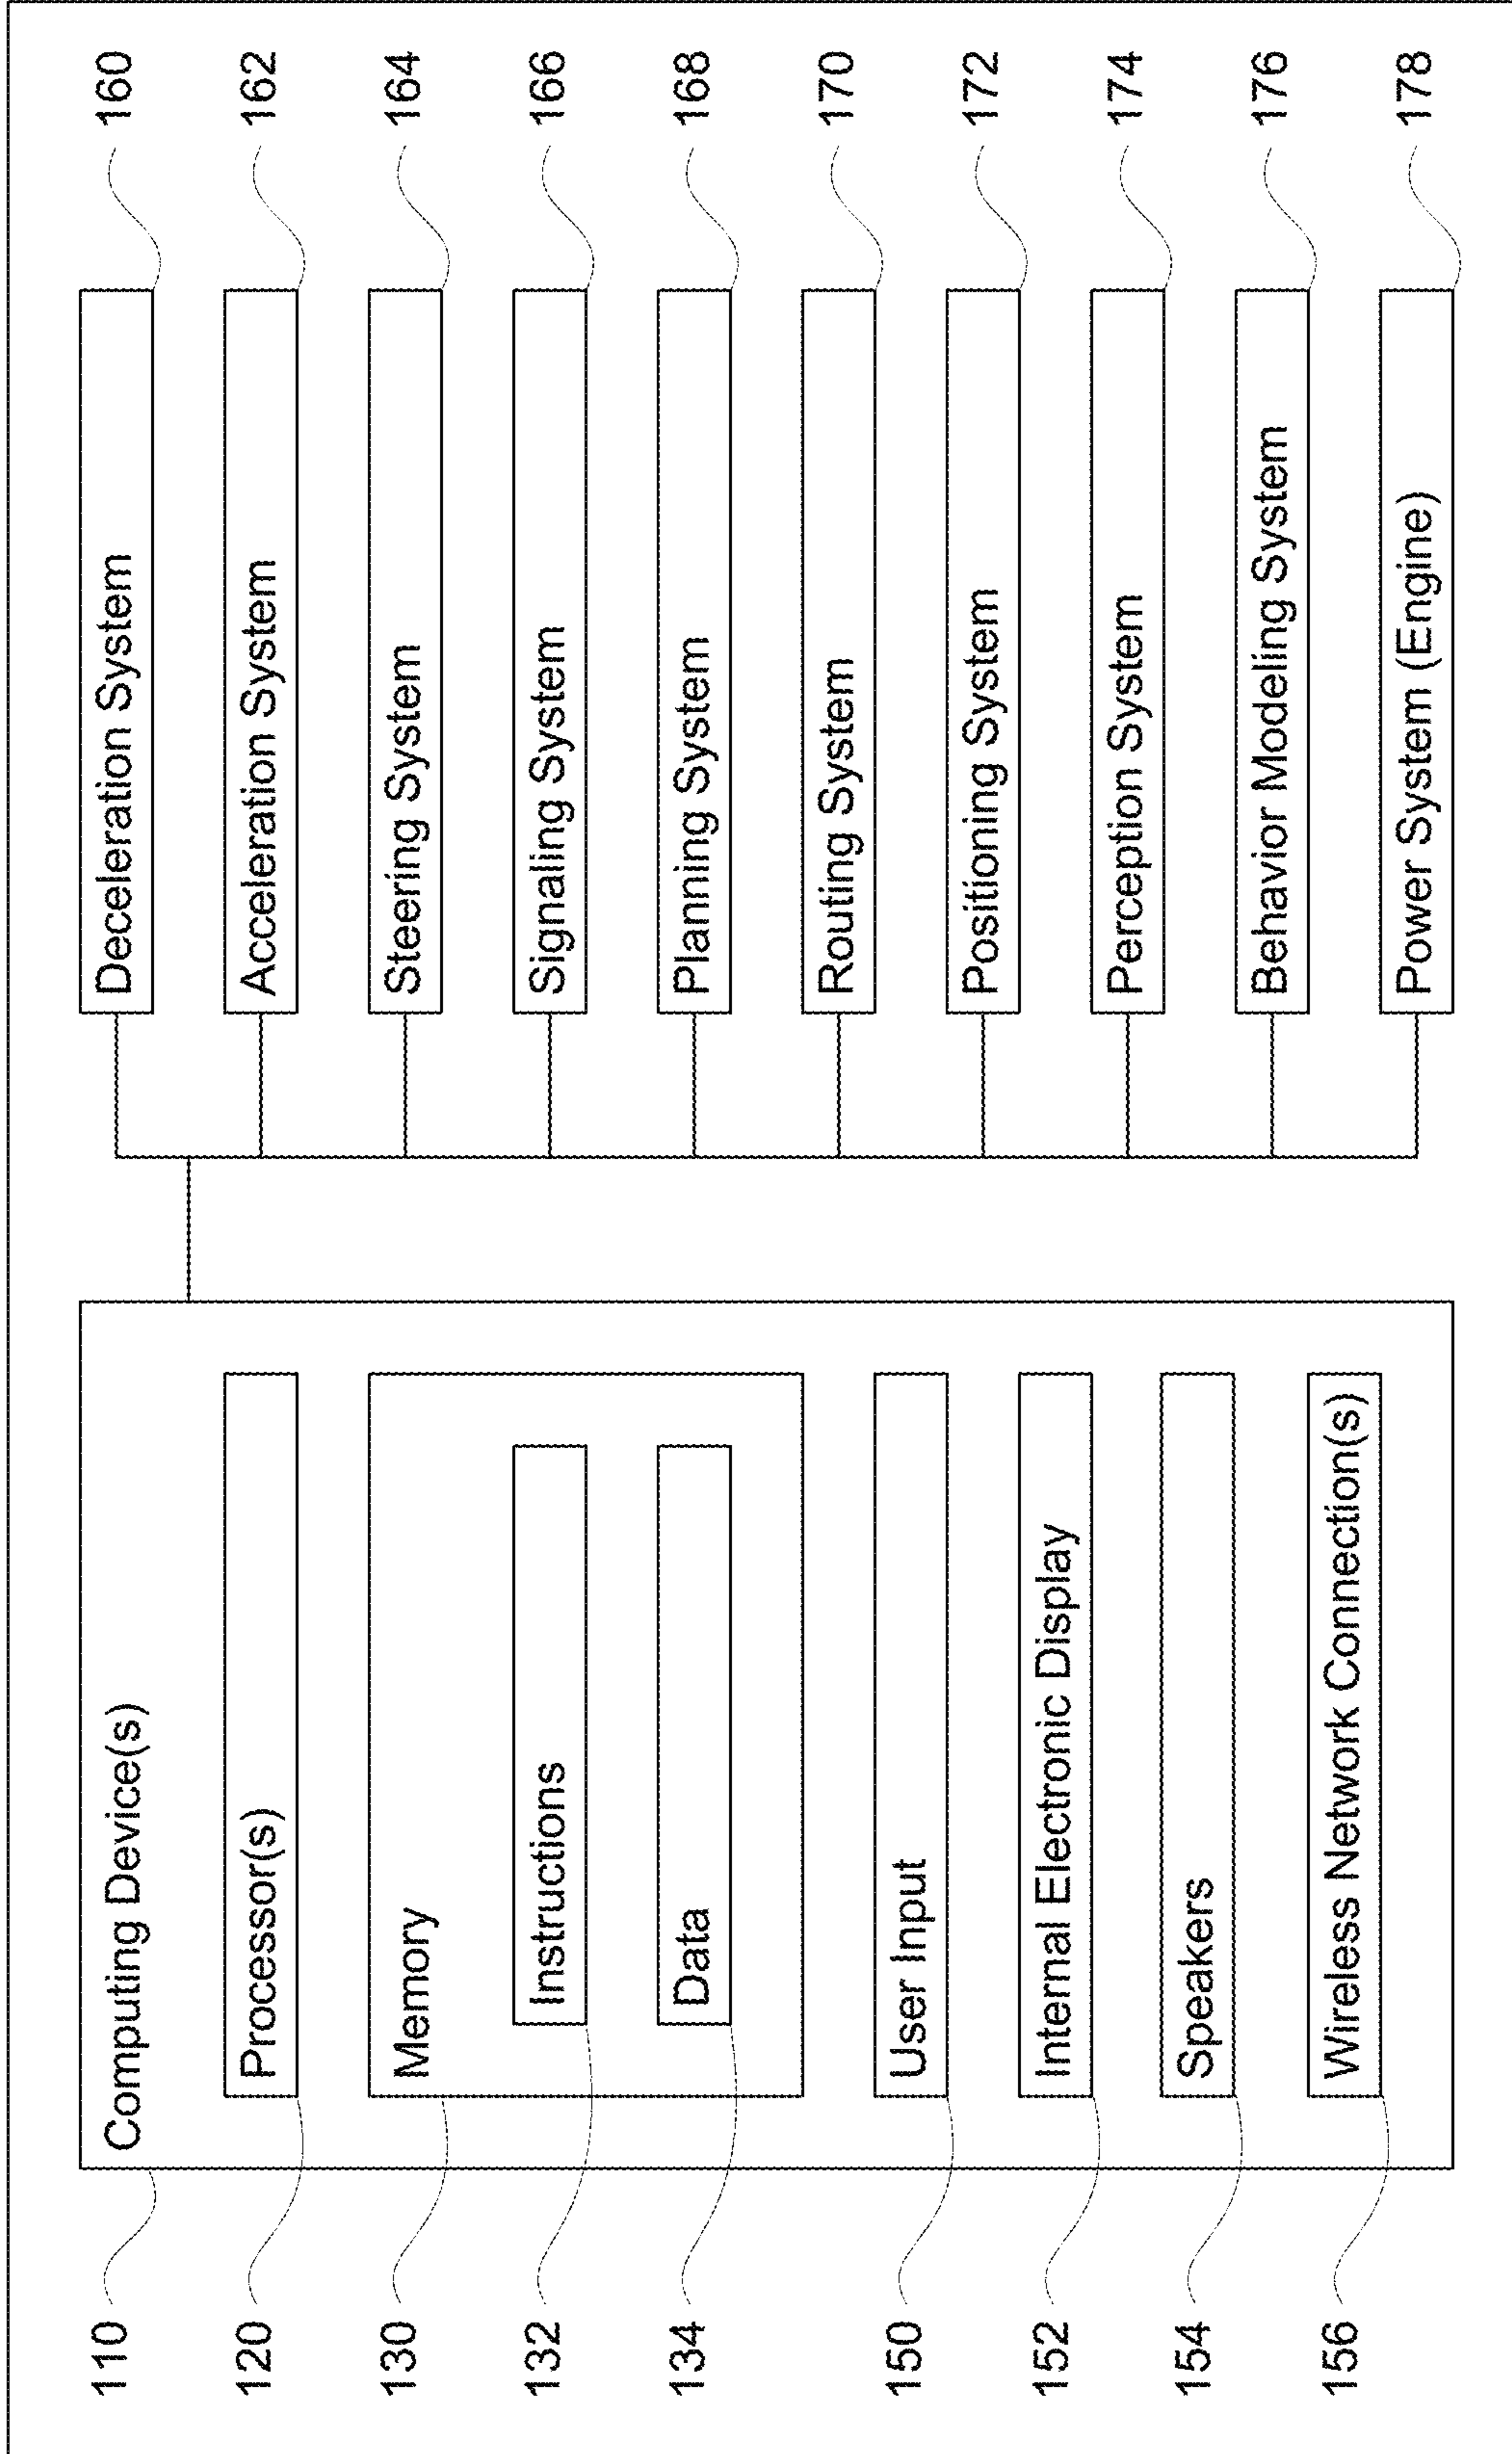 110
Computing Device(s)
120
Processor(s)
130
Memory
132
Instructions
134
Data
150
User Input
152
Internal Electronic Display
154
Speakers
156
Wireless Network Connection(s)
Deceleration System
160
Acceleration System
162
Steering System
164
Signaling System
166
Planning System
168
Routing System
170
Positioning System
172
Perception System
174
Behavior Modeling System
176
Power System (Engine)
178